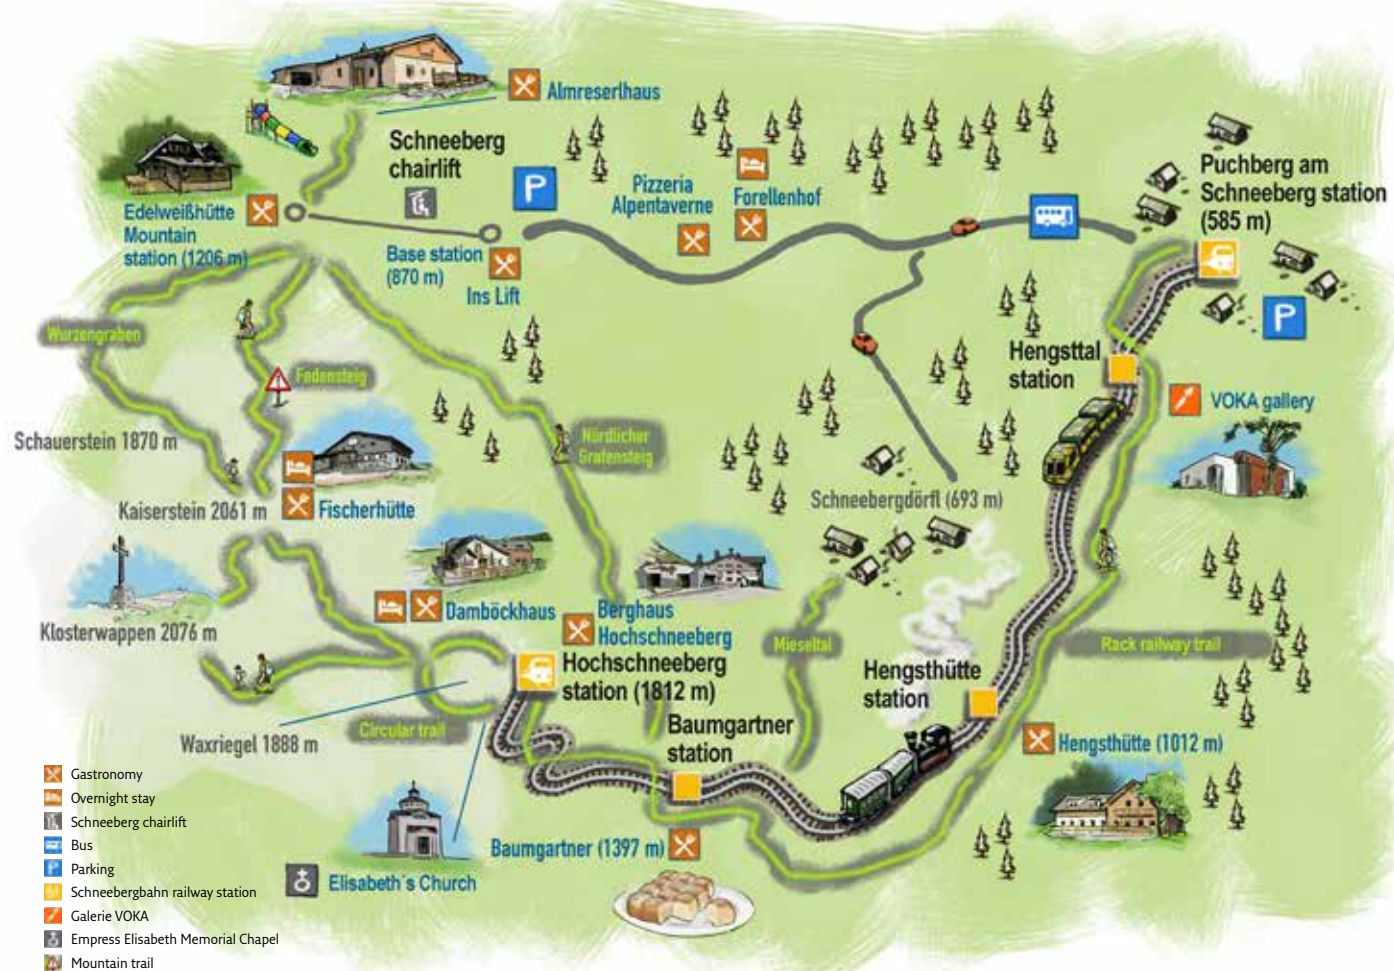 Almreserlhaus
Schneeberg
chairlift
P
Pizzeria
Alpentaverne
Forellenhof
Puchberg am
Schneeberg station
(585 m)
Edelweißhütte
Mountain
station (1206 m)
Base station
(870 m)
Ins Lift
P
Wurzengraben
Fadensteig
Hengsttal
station
VOKA gallery
Schauerstein 1870 m
Nördlicher
Grafensteig
Kaiserstein 2061 m
Fischerhütte
Schneebergdörfl (693 m)
Damböckhaus
Berghaus
Hochschneeberg
Klosterwappen 2076 m
Mieseltal
Rack railway trail
Hochschneeberg
station (1812 m)
Hengsthütte
station
Baumgartner
station
Circular trail
Waxriegel 1888 m
Hengsthütte (1012 m)
Baumgartner (1397 m)
Elisabeth´s Church
Gastronomy
Overnight stay
Schneeberg chairlift
Bus
P
Parking
Schneebergbahn railway station
Galerie VOKA
Empress Elisabeth Memorial Chapel
Mountain trail